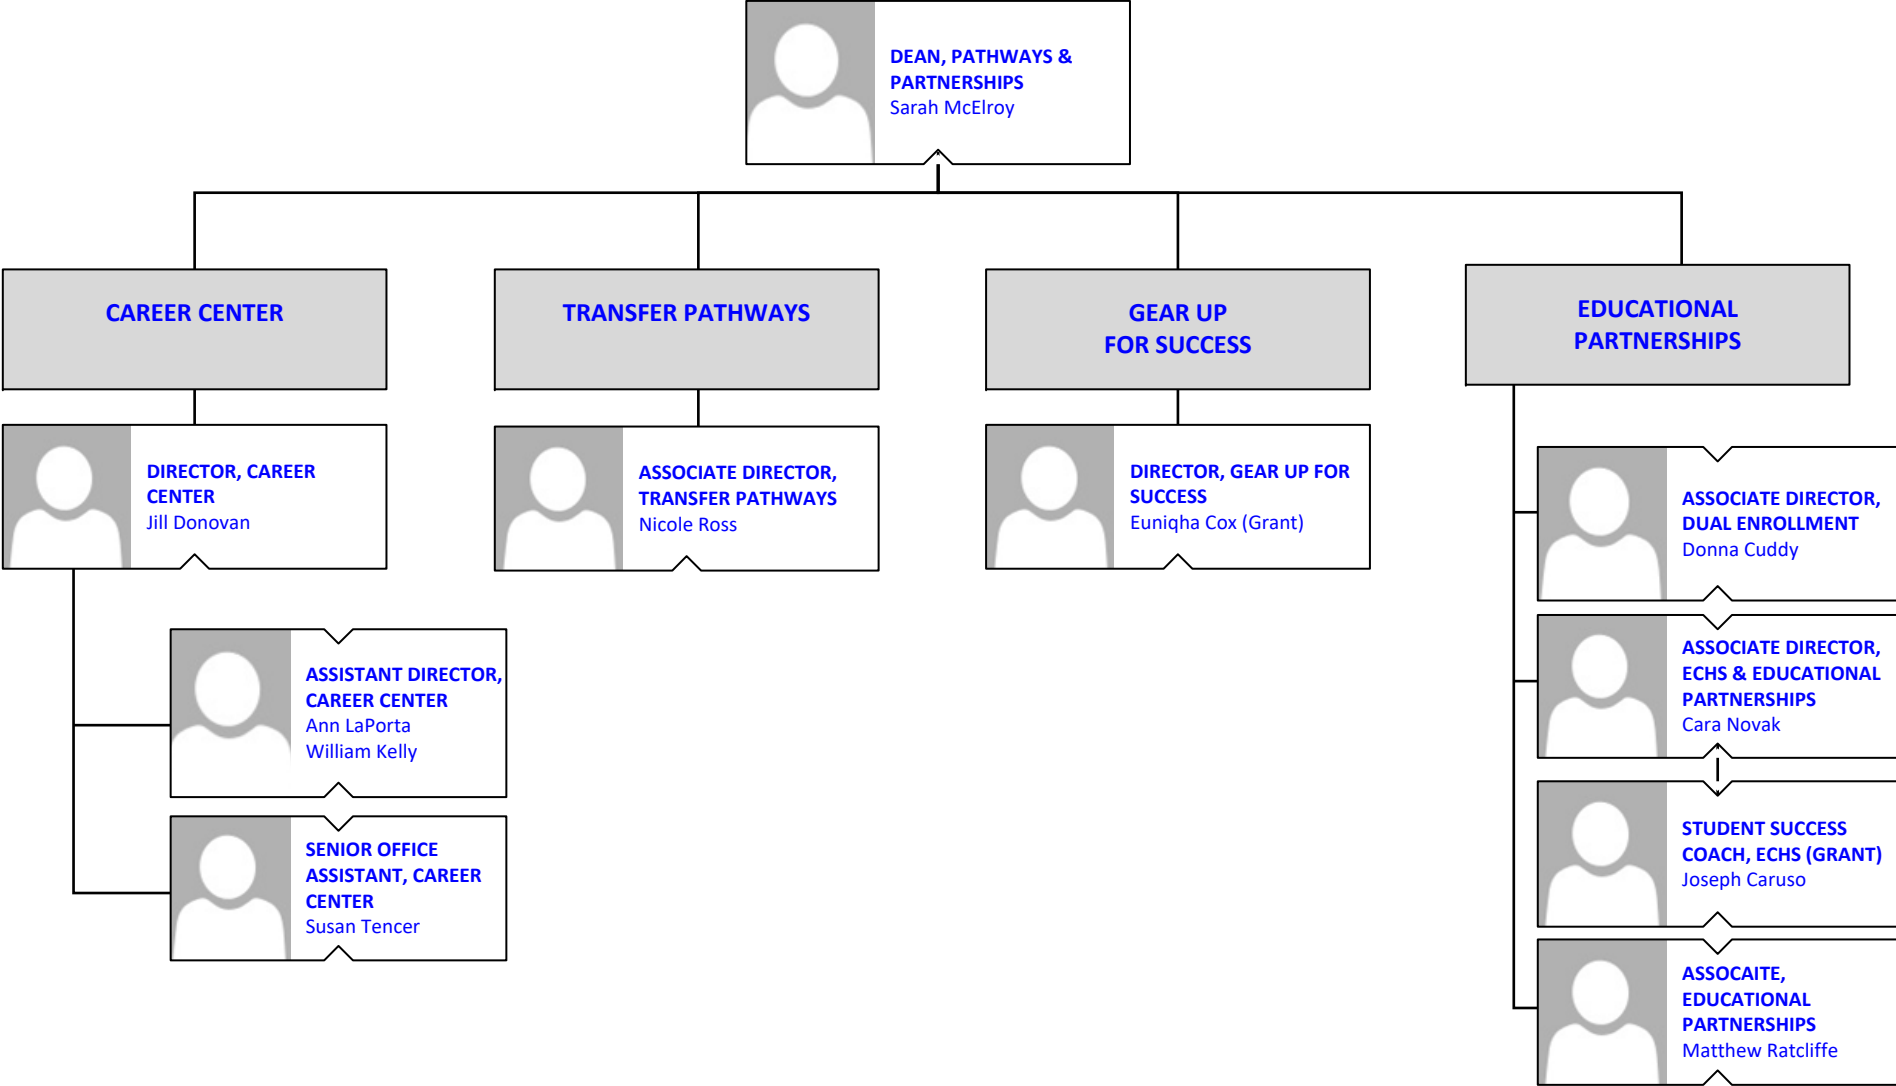 DEAN, PATHWAYS &
PARTNERSHIPS
Sarah McElroy
CAREER CENTER
TRANSFER PATHWAYS
GEAR UP
FOR SUCCESS
EDUCATIONAL
PARTNERSHIPS
DIRECTOR, CAREER
CENTER
Jill Donovan
ASSOCIATE DIRECTOR,
TRANSFER PATHWAYS
Nicole Ross
DIRECTOR, GEAR UP FOR
SUCCESS
Euniqha Cox (Grant)
ASSOCIATE DIRECTOR,
DUAL ENROLLMENT
Donna Cuddy
ASSISTANT DIRECTOR,
CAREER CENTER
Ann LaPorta
William Kelly
ASSOCIATE DIRECTOR,
ECHS & EDUCATIONAL
PARTNERSHIPS
Cara Novak
SENIOR OFFICE
ASSISTANT, CAREER
CENTER
Susan Tencer
STUDENT SUCCESS
COACH, ECHS (GRANT)
Joseph Caruso
ASSOCAITE,
EDUCATIONAL
PARTNERSHIPS
Matthew Ratcliffe